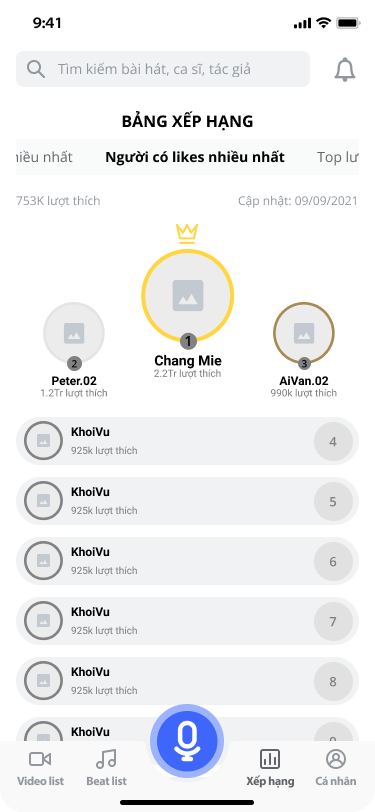 9:41
Tìm kiếm bài hát, ca sĩ, tác giả
BẢNG XẾP HẠNG
hiều nhất
Người có likes nhiều nhất
Top lư
753K lượt thích
Cập nhật: 09/09/2021
1
Chang Mie
2.2Tr lượt thích
2
Peter.02
1.2Tr lượt thích
3
AiVan.02
990k lượt thích
KhoiVu
925k lượt thích
4
KhoiVu
925k lượt thích
5
KhoiVu
925k lượt thích
6
KhoiVu
925k lượt thích
7
KhoiVu
925k lượt thích
8
KhoiVu
9
Video list
Beat list
Xếp hạng
Cá nhân